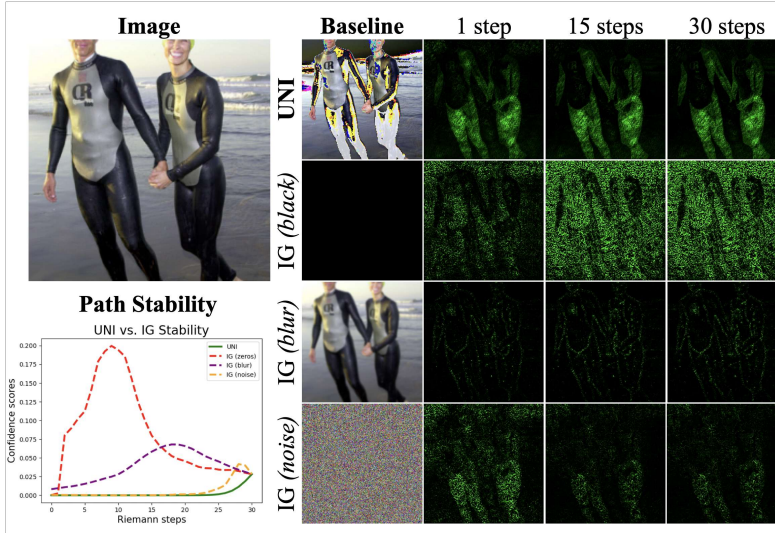 Image
Baseline
1 step
15 steps
30 steps
UNI
IG (black)
IG (blur)
IG (noise)
Path Stability
UNI vs. IG Stability
Confidence scores
0.200
0.175
0.150
0.125
0.100
0.075
0.050
0.025
0.000
UNI
IG (zeros)
IG (blur)
IG (noise)
0 5 10 15 20 25 30
Riemann steps